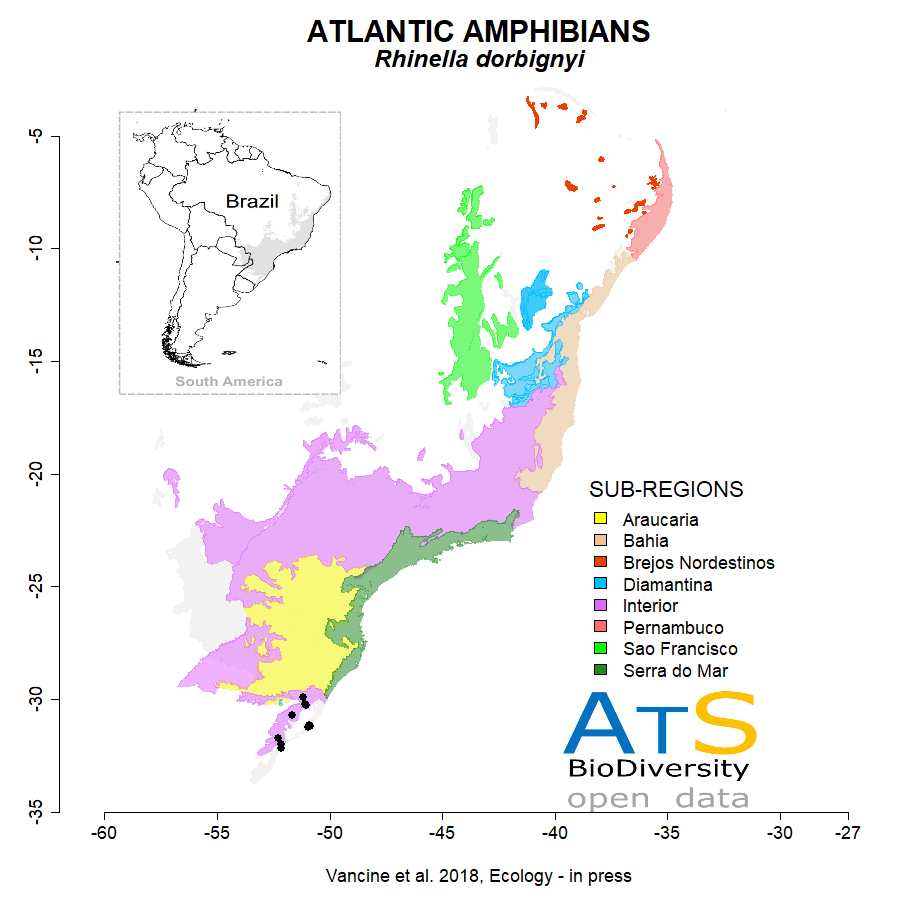 ATLANTIC AMPHIBIANS
Rhinella dorbignyi
-5
-10
-15
-20
-25
-30
-35
Brazil
South America
SUB-REGIONS
Araucaria
Bahia
Brejos Nordestinos
Diamantina
Interior
Pernambuco
Sao Francisco
Serra do Mar
ATS
BioDiversity
open data
-60 -55 -50 -45 -40 -35 -30 -27
Vancine et al. 2018, Ecology - in press